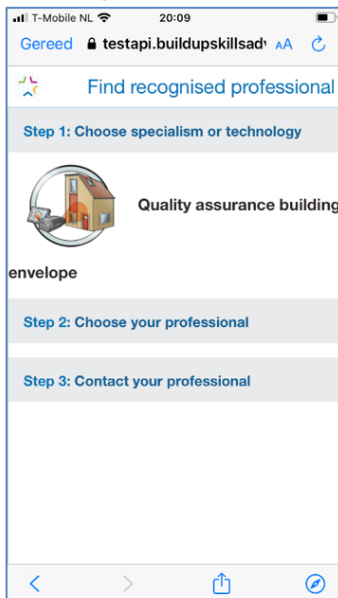 T-Mobile NL 20:09
Gereed testapi.buildupskillsadv AA
Find recognised professional
Step 1: Choose specialism or technology
Quality assurance building
envelope
Step 2: Choose your professional
Step 3: Contact your professional